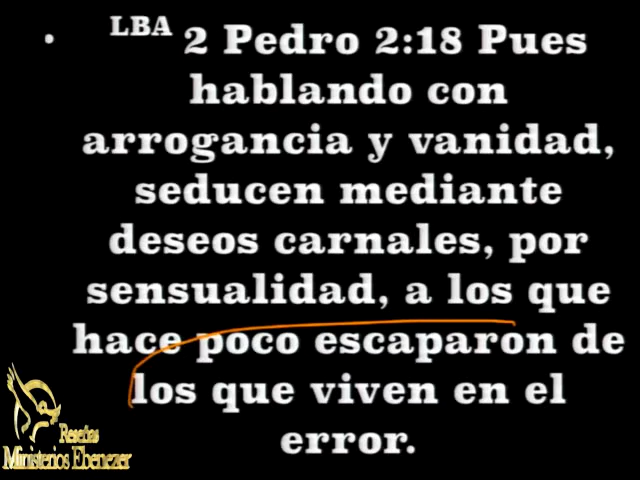 • LBA 2 Pedro 2:18 Pues
hablando con
arrogancia y vanidad,
seducen mediante
deseos carnales, por
sensualidad, a los que
hace poco escaparon de
los que viven en el
error.
Reseñas
Ministerios Ebenezer